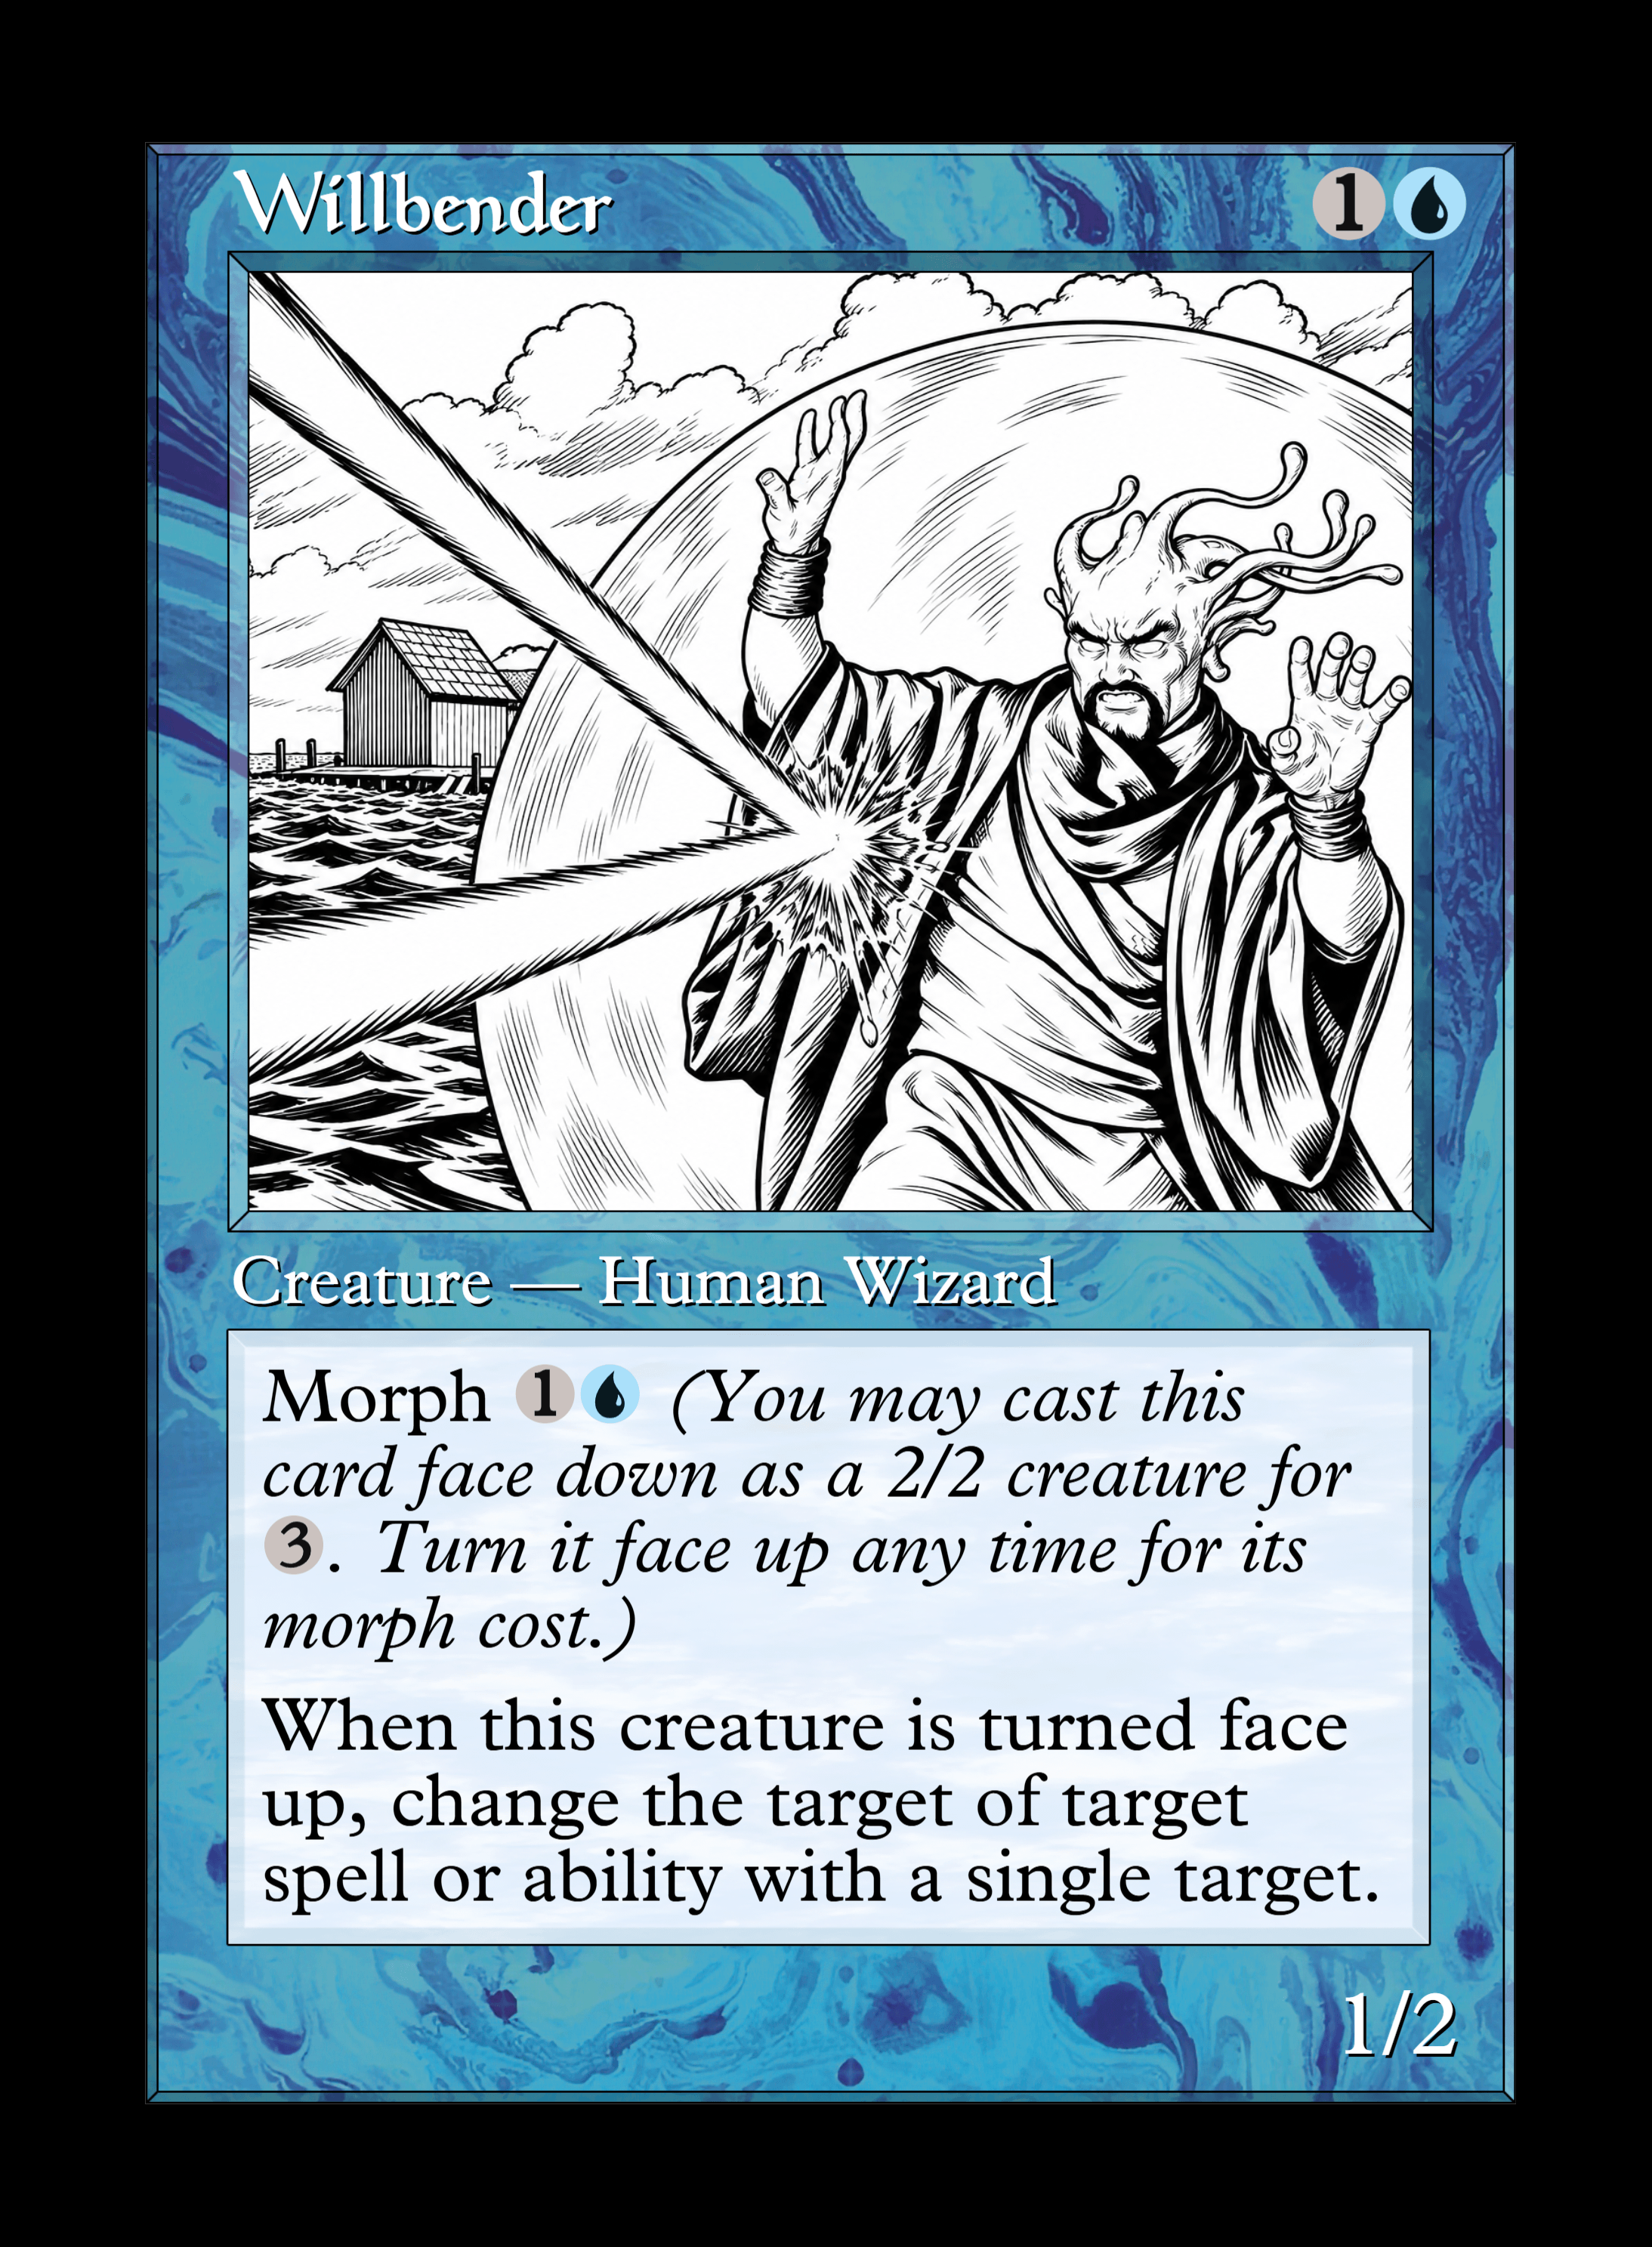 Willbender 1
Creature — Human Wizard
Morph 1 (You may cast this
card face down as a 2/2 creature for
3. Turn it face up any time for its
morph cost.)
When this creature is turned face
up, change the target of target
spell or ability with a single target.
1/2